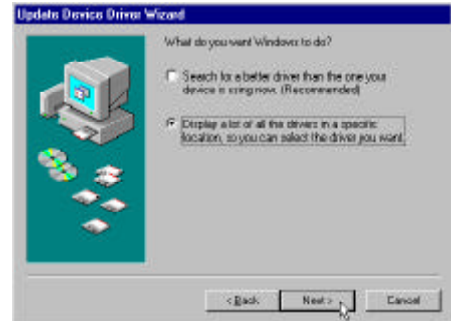 Update Device Driver Wizard
What do you want Windows to do?
Search for a better driver than the one your
device is using now. (Recommended)
Display a list of all the drivers in a specific
location, so you can select the driver you want.
< Back
Next >
Cancel